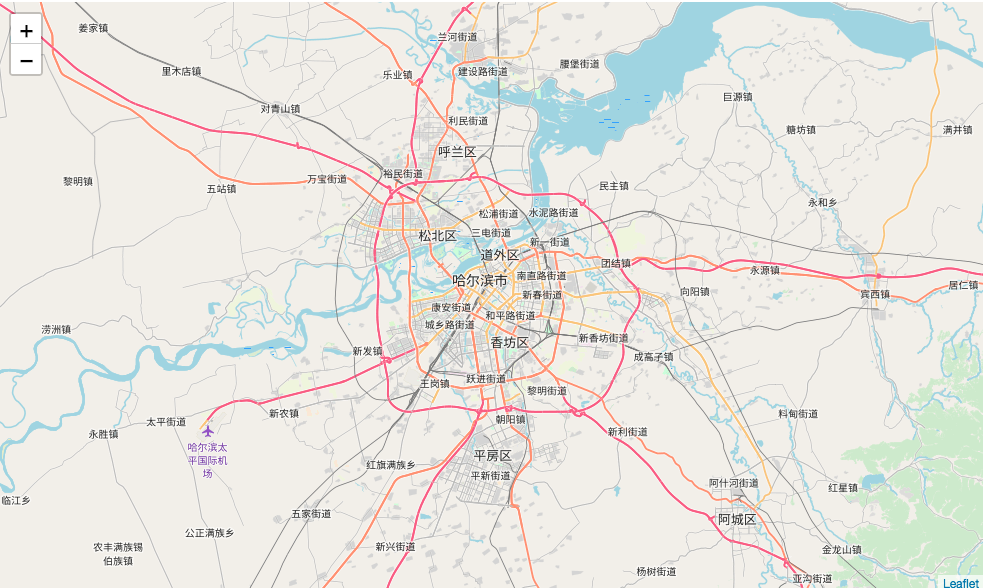 +
−
姜家镇
兰河街道
里木店镇
乐业镇
建设路街道
腰堡街道
对青山镇
利民街道
巨源镇
糖坊镇
满井镇
呼兰区
黎明镇
五站镇
万宝街道
裕民街道
民主镇
永和乡
松浦街道
水泥路街道
三电街道
松北区
新一街道
道外区
团结镇
永源镇
哈尔滨市
南直路街道
居仁镇
新春街道
向阳镇
宾西镇
康安街道
和平路街道
城乡路街道
涝洲镇
香坊区
新香坊街道
新发镇
成高子镇
王岗镇
跃进街道
黎明街道
新农镇
料甸街道
太平街道
朝阳镇
永胜镇
新利街道
哈尔滨太
平国际机
场
平房区
红旗满族乡
平新街道
阿什河街道
红星镇
临江乡
五家街道
阿城区
公正满族乡
农丰满族锡
伯族镇
新兴街道
金龙山镇
杨树街道
亚沟街道
Leaflet